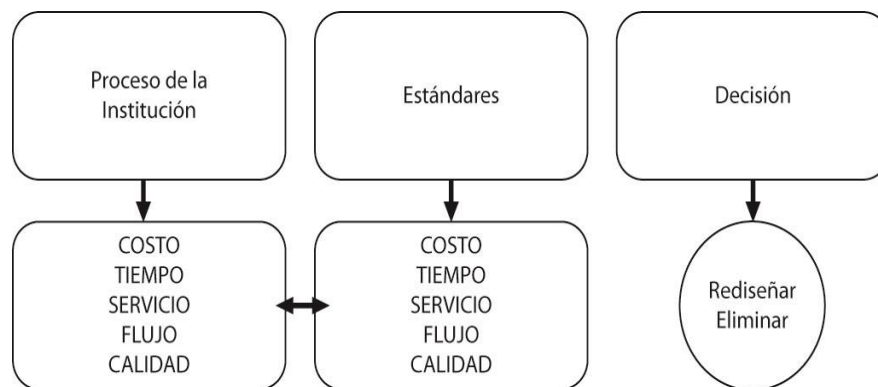 Proceso de la
Institución
Estándares
Decisión
COSTO
TIEMPO
SERVICIO
FLUJO
CALIDAD
COSTO
TIEMPO
SERVICIO
FLUJO
CALIDAD
Rediseñar
Eliminar